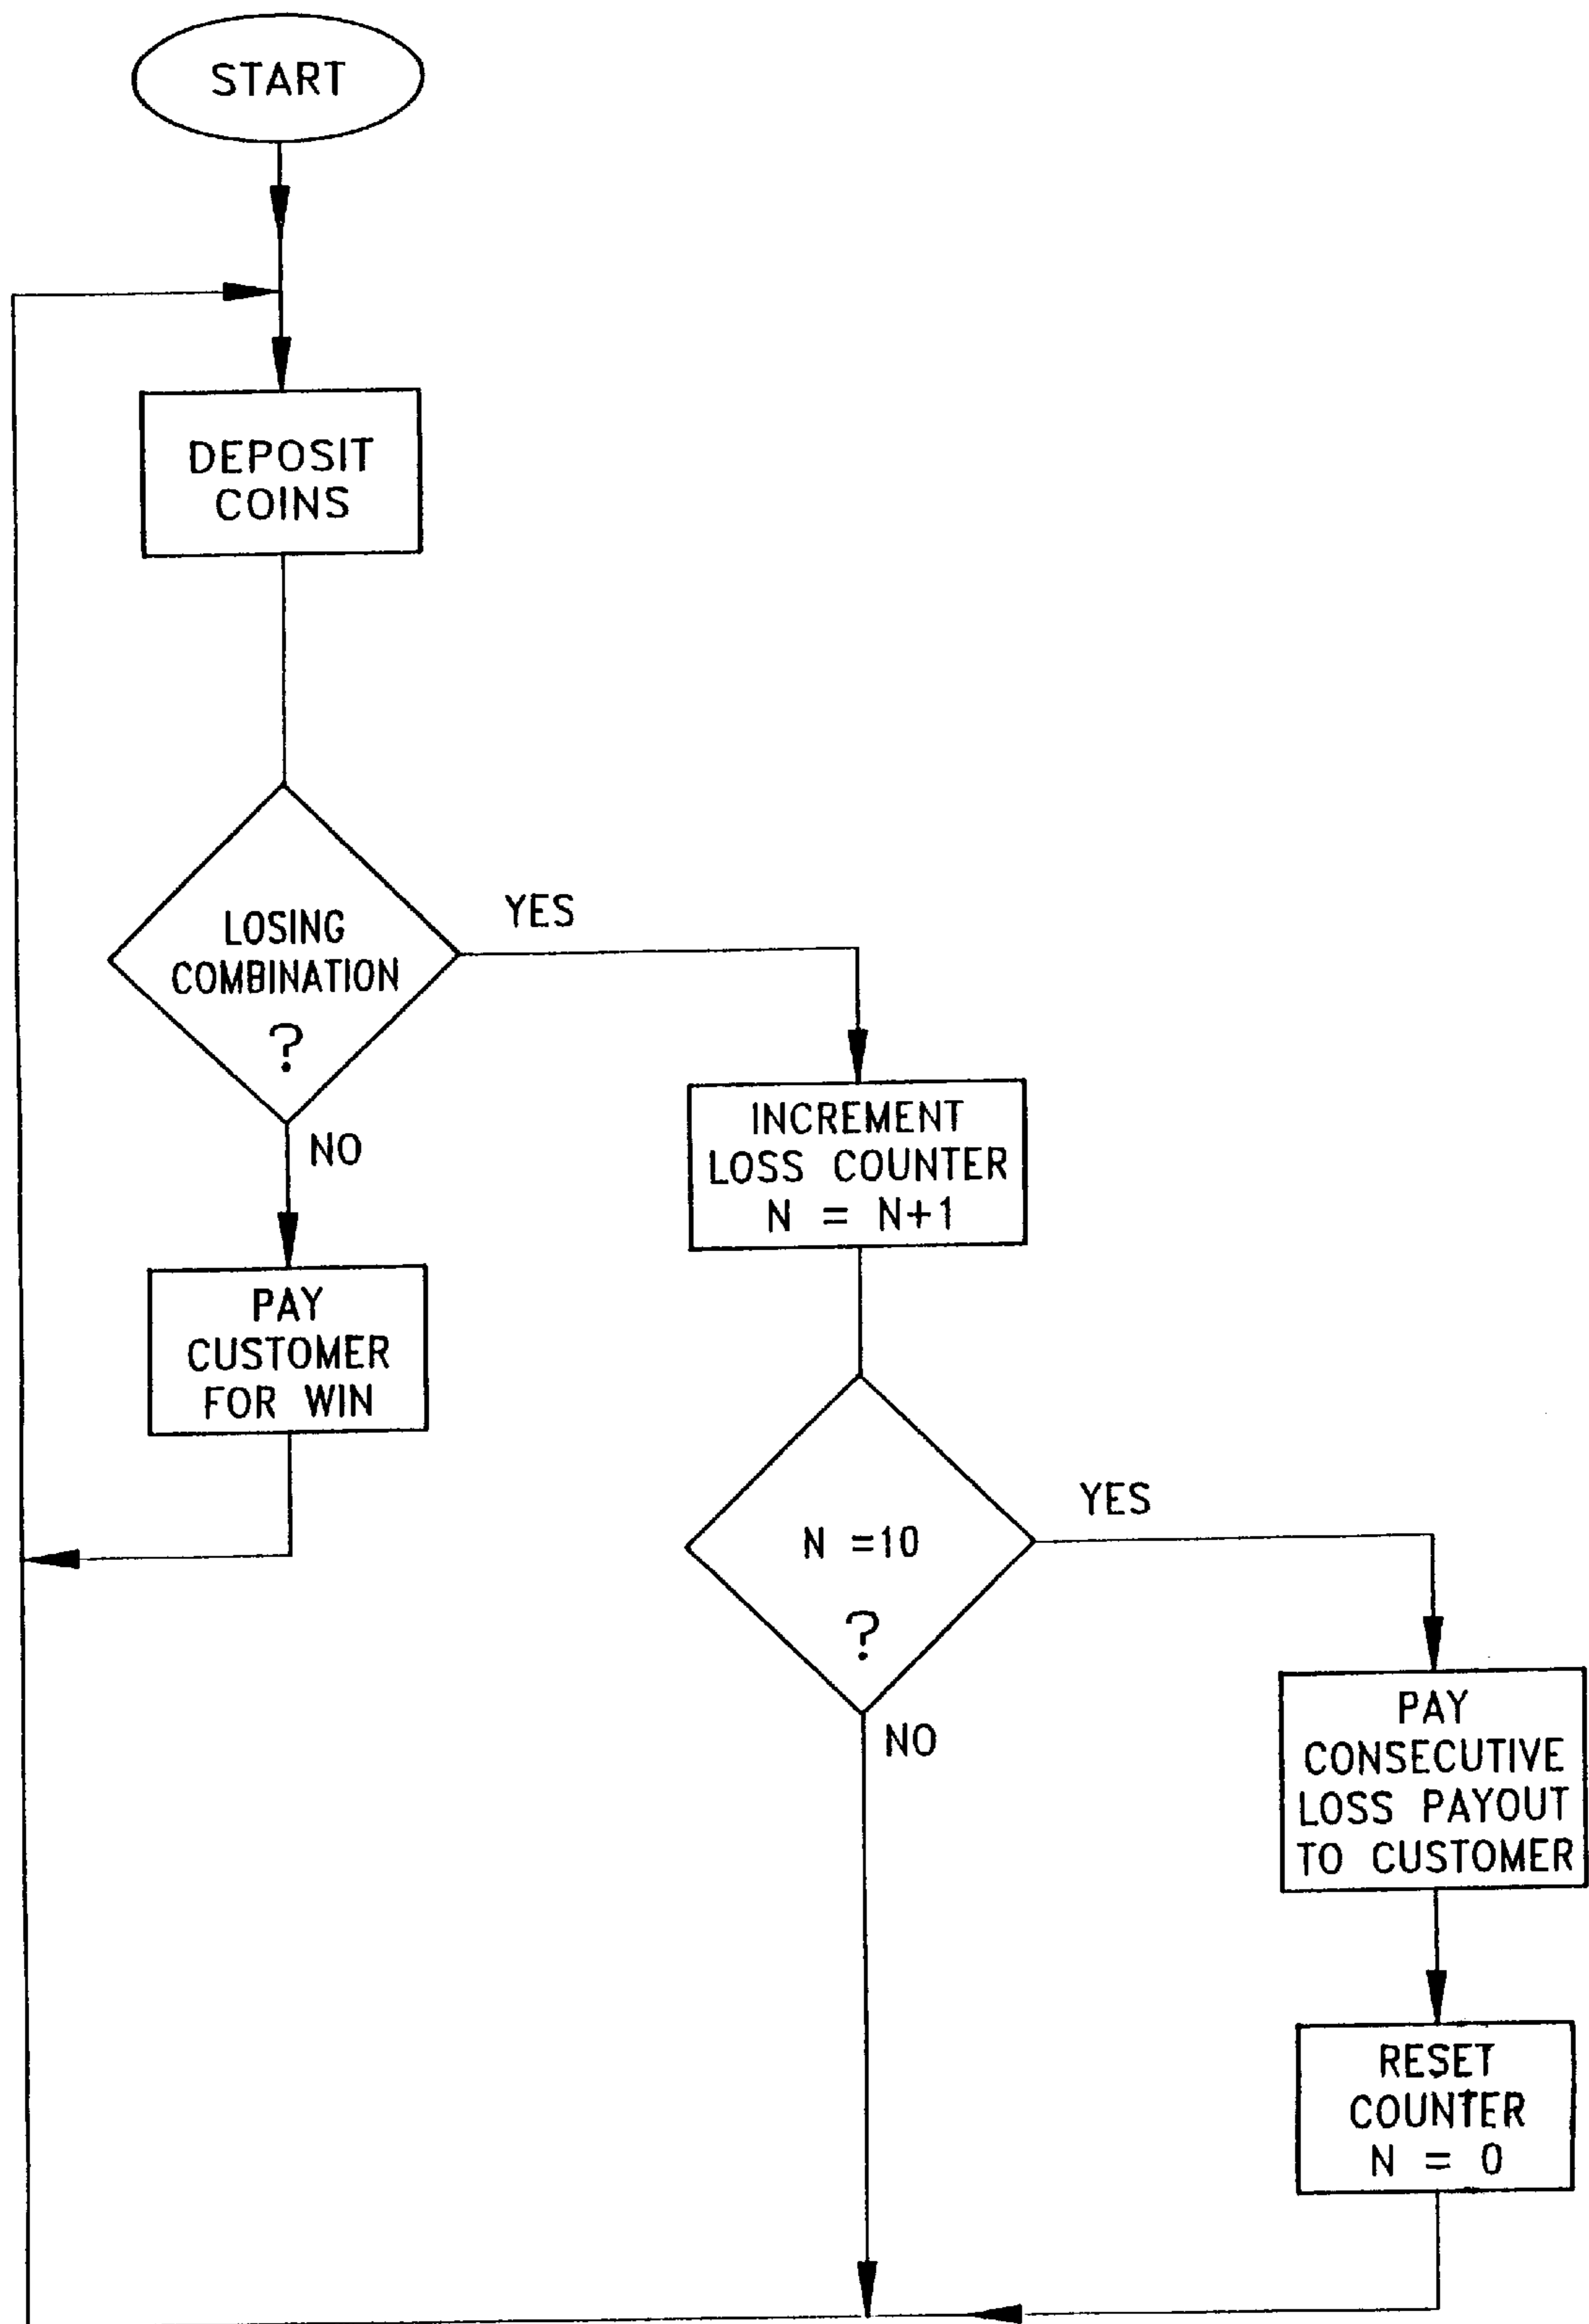 START
DEPOSIT
COINS
LOSING
COMBINATION
?
YES
NO
INCREMENT
LOSS COUNTER
N = N+1
PAY
CUSTOMER
FOR WIN
N =10
?
YES
NO
PAY
CONSECUTIVE
LOSS PAYOUT
TO CUSTOMER
RESET
COUNTER
N = 0